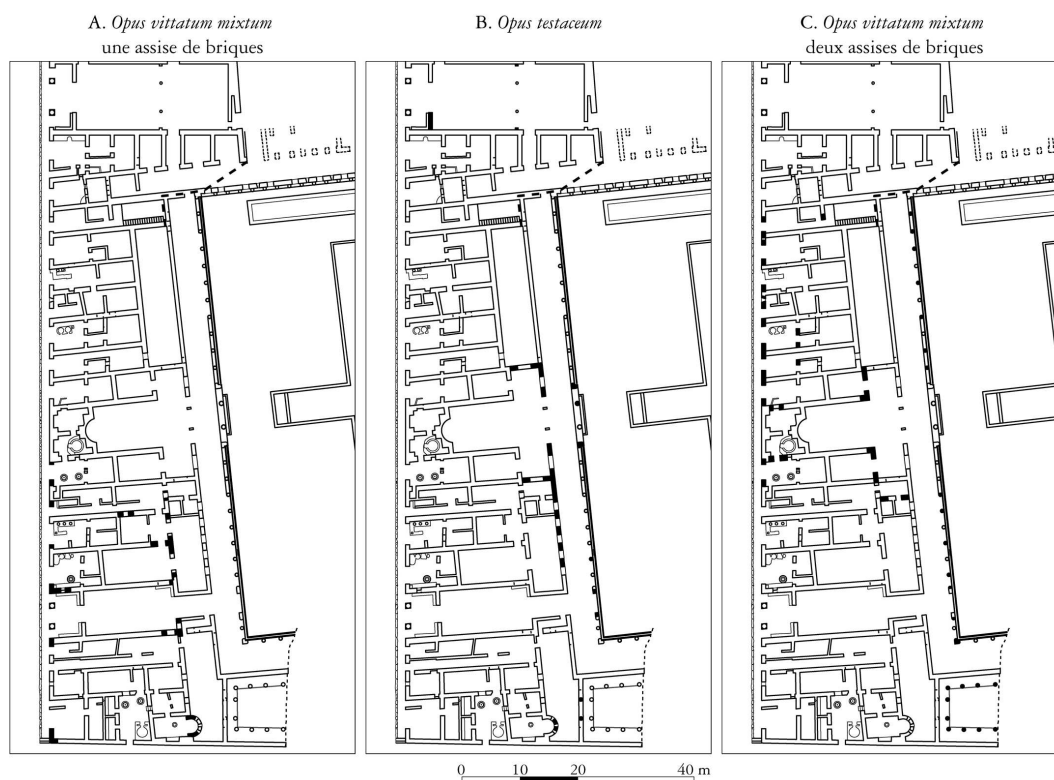 A. Opus vittatum mixtum
une assise de briques
B. Opus testaceum
C. Opus vittatum mixtum
deux assises de briques
0 10 20 40 m